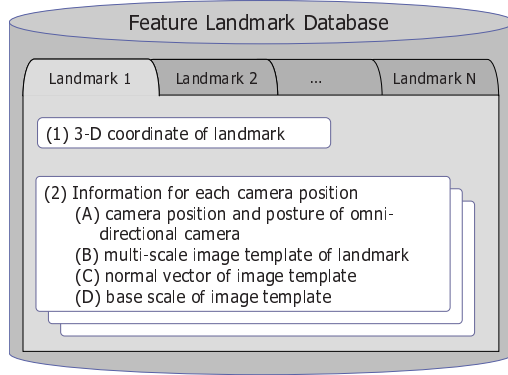 Feature Landmark Database
Landmark 1
Landmark 2
...
Landmark N
(1) 3-D coordinate of landmark
(2) Information for each camera position
(A) camera position and posture of omni-
directional camera
(B) multi-scale image template of landmark
(C) normal vector of image template
(D) base scale of image template